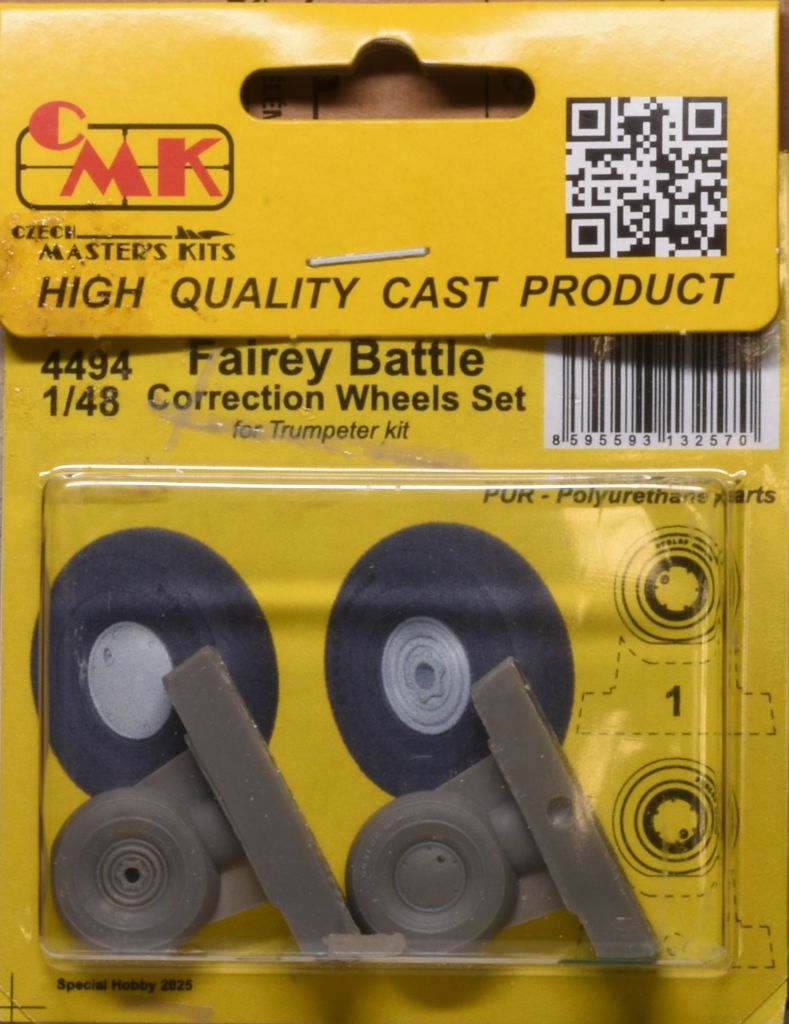 CMK
CZECH
MASTER'S KITS
HIGH QUALITY CAST PRODUCT
4494 Fairey Battle
1/48 Correction Wheels Set
for Trumpeter kit
8 595593 132570
PUR - Polyurethane parts
1
Special Hobby 2025